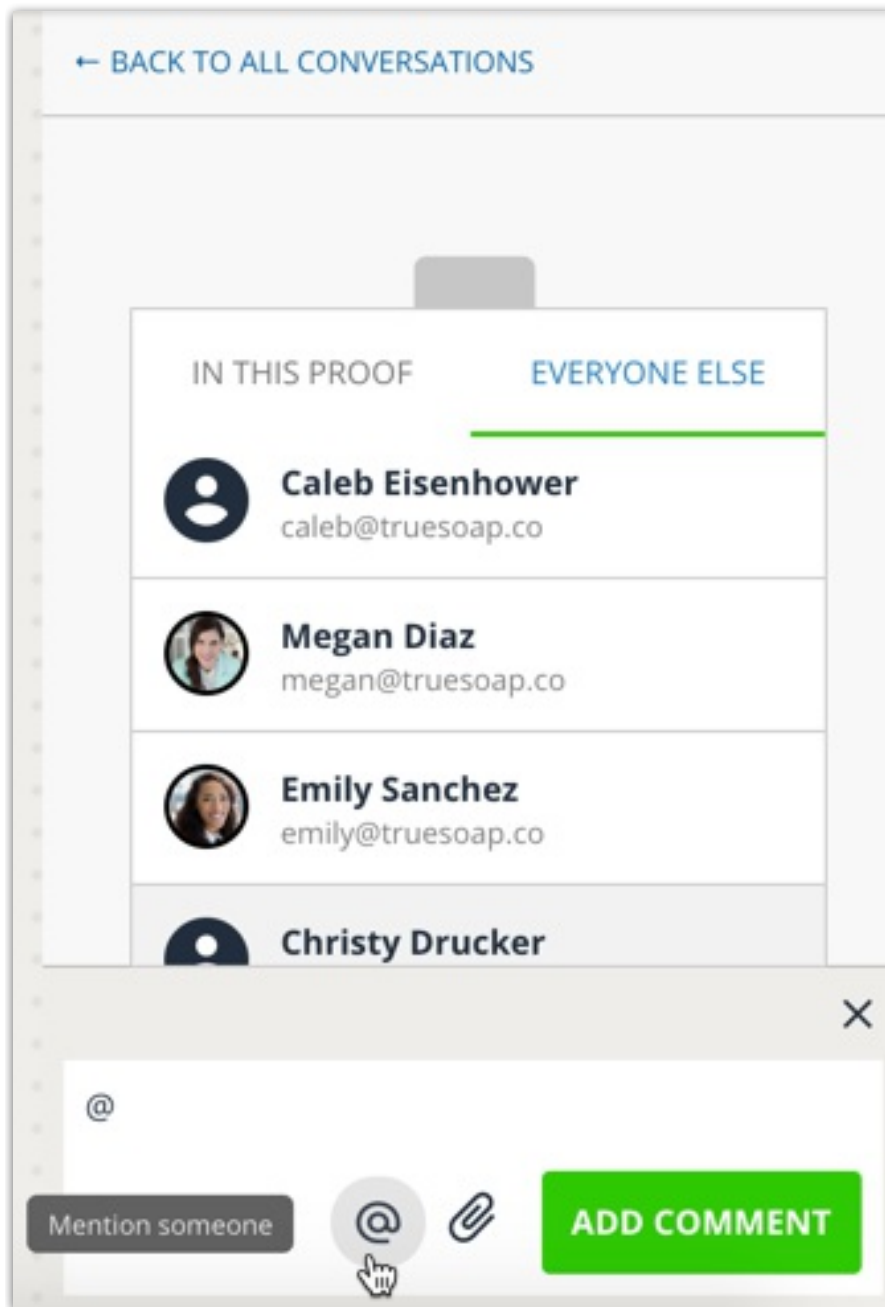 ← BACK TO ALL CONVERSATIONS
IN THIS PROOF EVERYONE ELSE
Caleb Eisenhower
caleb@truesoap.co
Megan Diaz
megan@truesoap.co
Emily Sanchez
emily@truesoap.co
Christy Drucker
@
Mention someone @ ADD COMMENT